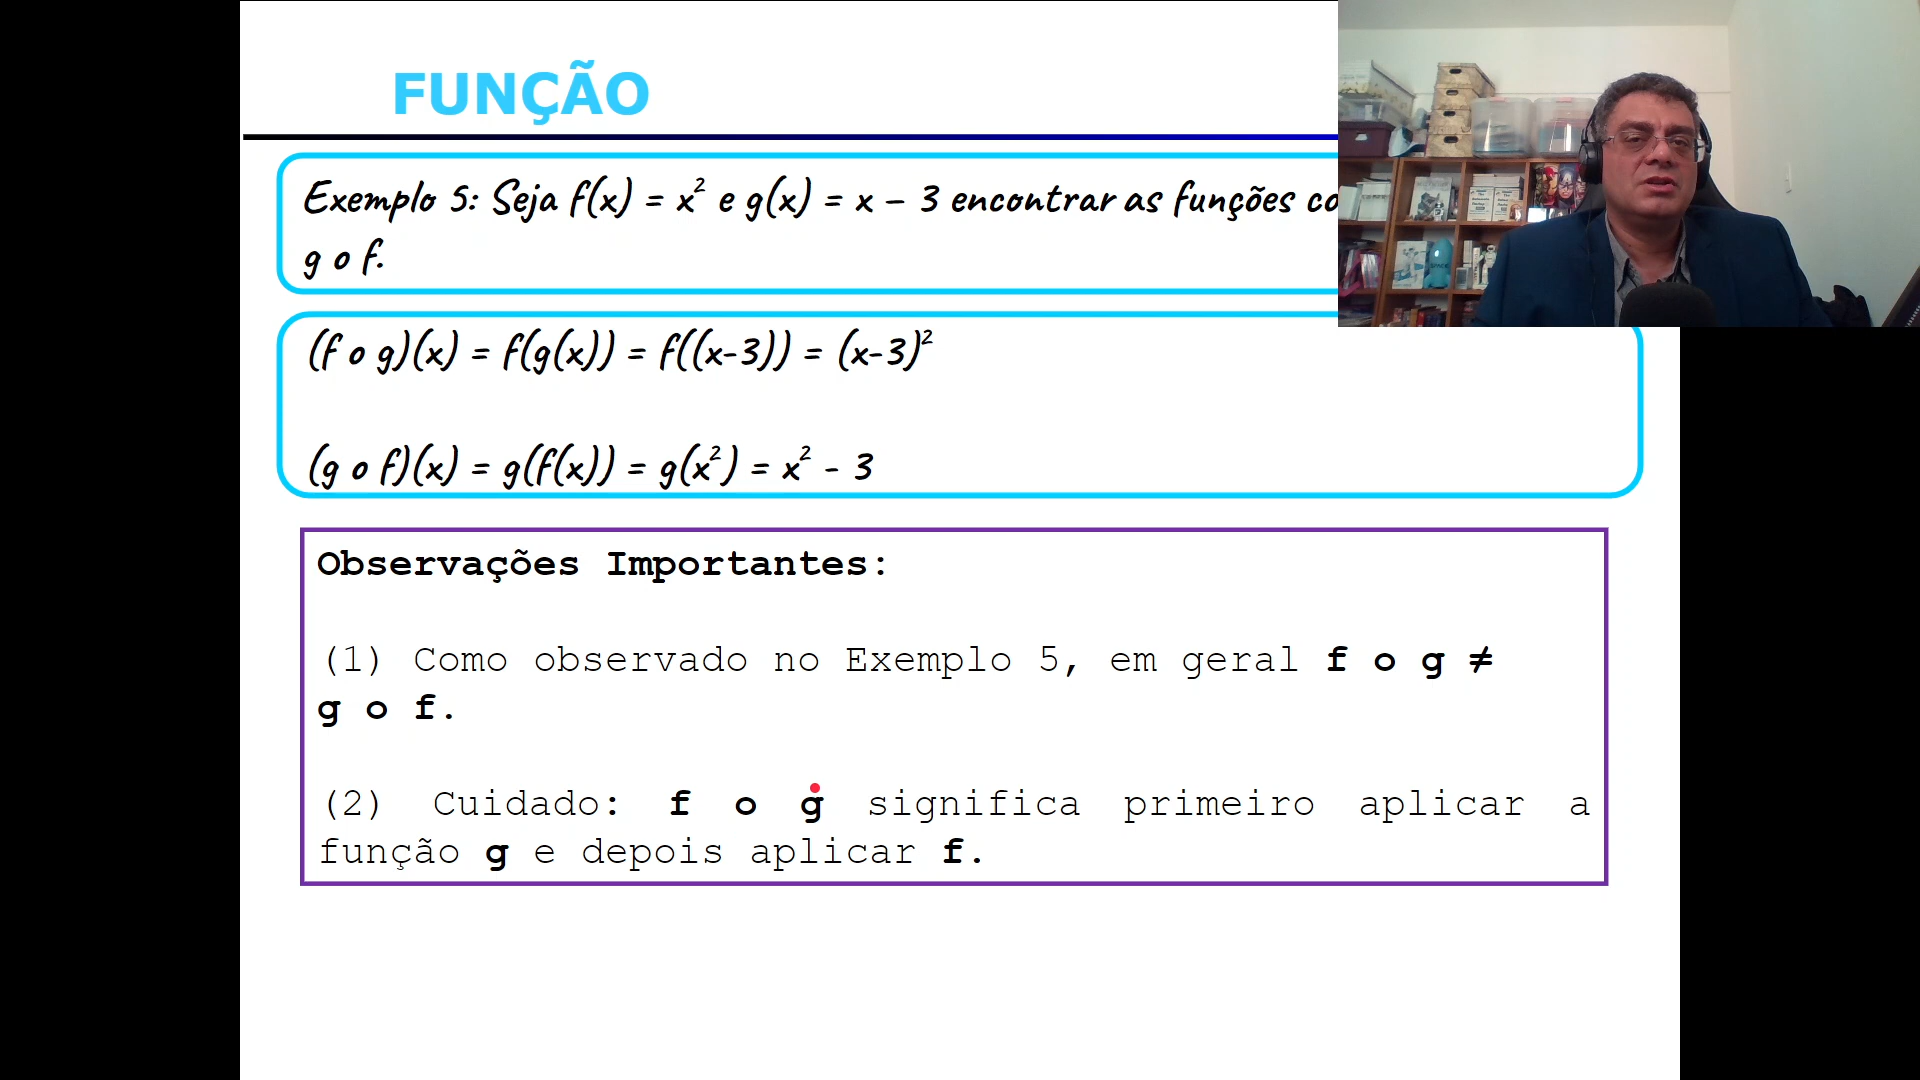 FUNÇÃO
Exemplo 5: Seja f(x) = x² e g(x) = x – 3 encontrar as funções
g o f.
(f o g)(x) = f(g(x)) = f((x-3)) = (x-3)²
(g o f)(x) = g(f(x)) = g(x²) = x² - 3
Observações Importantes:
(1) Como observado no Exemplo 5, em geral f o g ≠
g o f.
(2) Cuidado: f o g significa primeiro aplicar a
função g e depois aplicar f.